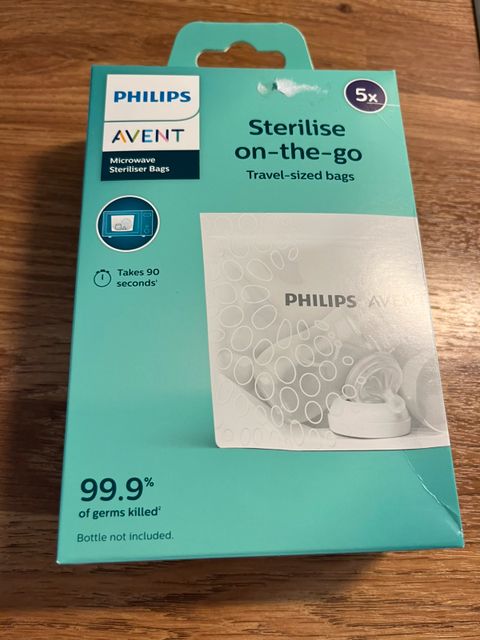 PHILIPS
AVENT
Microwave
Steriliser Bags
5x
Sterilise
on-the-go
Travel-sized bags
Takes 90
seconds¹
PHILIPS AVENT
99.9%
of germs killed²
Bottle not included.